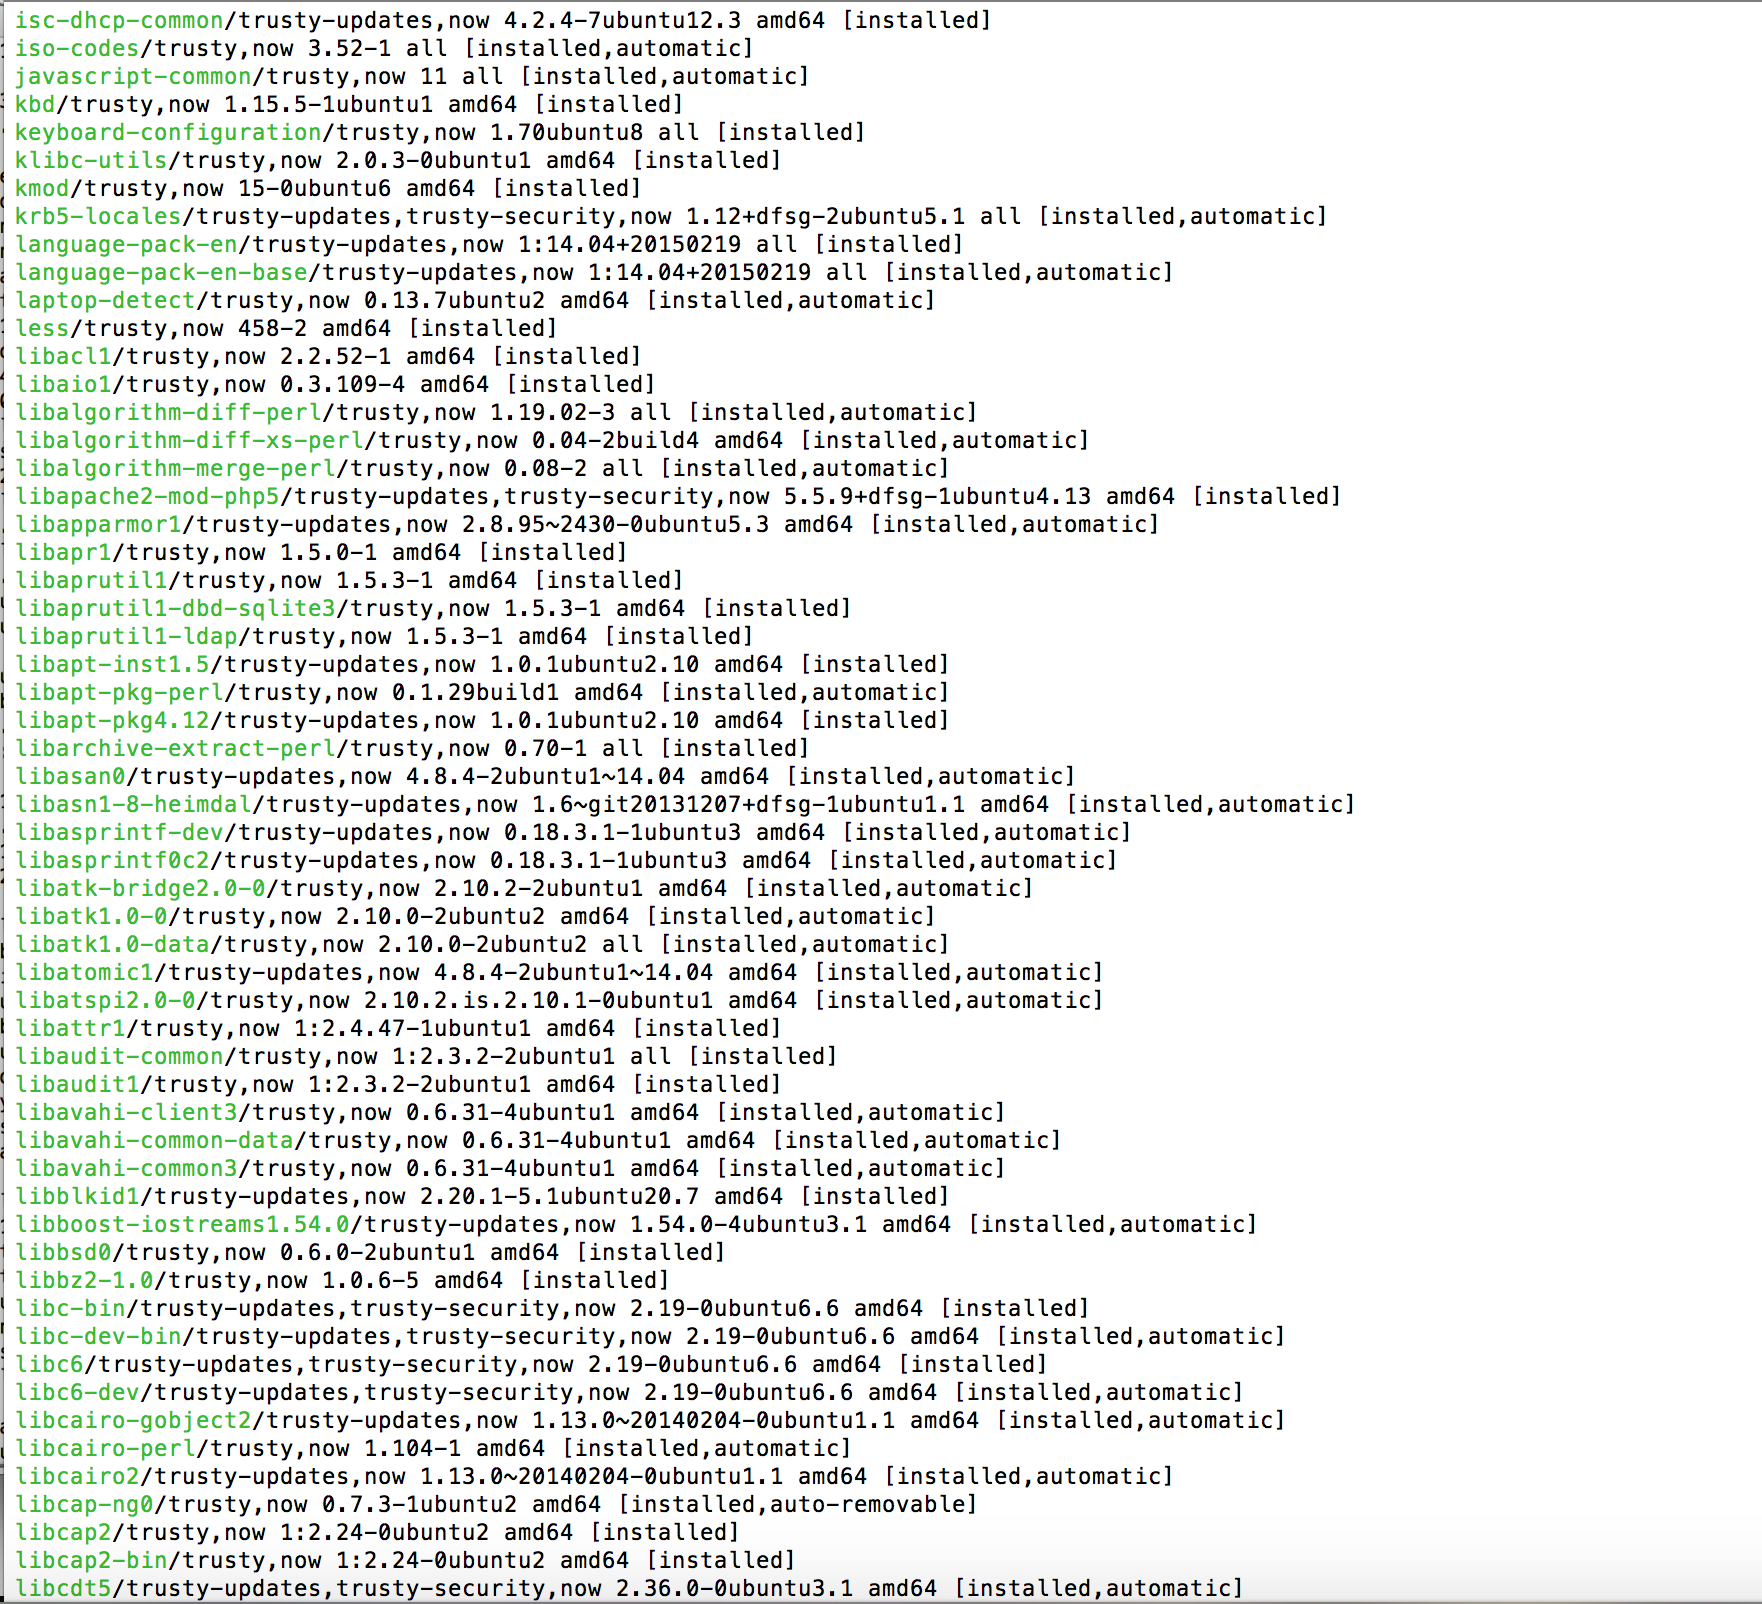 isc-dhcp-common/trusty-updates,now 4.2.4-7ubuntu12.3 amd64 [installed]
iso-codes/trusty,now 3.52-1 all [installed,automatic]
javascript-common/trusty,now 11 all [installed,automatic]
kbd/trusty,now 1.15.5-1ubuntu1 amd64 [installed]
keyboard-configuration/trusty,now 1.70ubuntu8 all [installed]
klibc-utils/trusty,now 2.0.3-0ubuntu1 amd64 [installed]
kmod/trusty,now 15-0ubuntu6 amd64 [installed]
krb5-locales/trusty-updates,trusty-security,now 1.12+dfsg-2ubuntu5.1 all [installed,automatic]
language-pack-en/trusty-updates,now 1:14.04+20150219 all [installed]
language-pack-en-base/trusty-updates,now 1:14.04+20150219 all [installed,automatic]
laptop-detect/trusty,now 0.13.7ubuntu2 amd64 [installed,automatic]
less/trusty,now 458-2 amd64 [installed]
libacl1/trusty,now 2.2.52-1 amd64 [installed]
libaio1/trusty,now 0.3.109-4 amd64 [installed]
libalgorithm-diff-perl/trusty,now 1.19.02-3 all [installed,automatic]
libalgorithm-diff-xs-perl/trusty,now 0.04-2build4 amd64 [installed,automatic]
libalgorithm-merge-perl/trusty,now 0.08-2 all [installed,automatic]
libapache2-mod-php5/trusty-updates,trusty-security,now 5.5.9+dfsg-1ubuntu4.13 amd64 [installed]
libapparmor1/trusty-updates,now 2.8.95~2430-0ubuntu5.3 amd64 [installed,automatic]
libapr1/trusty,now 1.5.0-1 amd64 [installed]
libaprutil1/trusty,now 1.5.3-1 amd64 [installed]
libaprutil1-dbd-sqlite3/trusty,now 1.5.3-1 amd64 [installed]
libaprutil1-ldap/trusty,now 1.5.3-1 amd64 [installed]
libapt-inst1.5/trusty-updates,now 1.0.1ubuntu2.10 amd64 [installed]
libapt-pkg-perl/trusty,now 0.1.29build1 amd64 [installed,automatic]
libapt-pkg4.12/trusty-updates,now 1.0.1ubuntu2.10 amd64 [installed]
libarchive-extract-perl/trusty,now 0.70-1 all [installed]
libasan0/trusty-updates,now 4.8.4-2ubuntu1~14.04 amd64 [installed,automatic]
libasn1-8-heimdal/trusty-updates,now 1.6~git20131207+dfsg-1ubuntu1.1 amd64 [installed,automatic]
libasprintf-dev/trusty-updates,now 0.18.3.1-1ubuntu3 amd64 [installed,automatic]
libasprintf0c2/trusty-updates,now 0.18.3.1-1ubuntu3 amd64 [installed,automatic]
libatk-bridge2.0-0/trusty,now 2.10.2-2ubuntu1 amd64 [installed,automatic]
libatk1.0-0/trusty,now 2.10.0-2ubuntu2 amd64 [installed,automatic]
libatk1.0-data/trusty,now 2.10.0-2ubuntu2 all [installed,automatic]
libatomic1/trusty-updates,now 4.8.4-2ubuntu1~14.04 amd64 [installed,automatic]
libatspi2.0-0/trusty,now 2.10.2.is.2.10.1-0ubuntu1 amd64 [installed,automatic]
libattr1/trusty,now 1:2.4.47-1ubuntu1 amd64 [installed]
libaudit-common/trusty,now 1:2.3.2-2ubuntu1 all [installed]
libaudit1/trusty,now 1:2.3.2-2ubuntu1 amd64 [installed]
libavahi-client3/trusty,now 0.6.31-4ubuntu1 amd64 [installed,automatic]
libavahi-common-data/trusty,now 0.6.31-4ubuntu1 amd64 [installed,automatic]
libavahi-common3/trusty,now 0.6.31-4ubuntu1 amd64 [installed,automatic]
libblkid1/trusty-updates,now 2.20.1-5.1ubuntu20.7 amd64 [installed]
libboost-iostreams1.54.0/trusty-updates,now 1.54.0-4ubuntu3.1 amd64 [installed,automatic]
libbsd0/trusty,now 0.6.0-2ubuntu1 amd64 [installed]
libbz2-1.0/trusty,now 1.0.6-5 amd64 [installed]
libc-bin/trusty-updates,trusty-security,now 2.19-0ubuntu6.6 amd64 [installed]
libc-dev-bin/trusty-updates,trusty-security,now 2.19-0ubuntu6.6 amd64 [installed,automatic]
libc6/trusty-updates,trusty-security,now 2.19-0ubuntu6.6 amd64 [installed]
libc6-dev/trusty-updates,trusty-security,now 2.19-0ubuntu6.6 amd64 [installed,automatic]
libcairo-gobject2/trusty-updates,now 1.13.0~20140204-0ubuntu1.1 amd64 [installed,automatic]
libcairo-perl/trusty,now 1.104-1 amd64 [installed,automatic]
libcairo2/trusty-updates,now 1.13.0~20140204-0ubuntu1.1 amd64 [installed,automatic]
libcap-ng0/trusty,now 0.7.3-1ubuntu2 amd64 [installed,auto-removable]
libcap2/trusty,now 1:2.24-0ubuntu2 amd64 [installed]
libcap2-bin/trusty,now 1:2.24-0ubuntu2 amd64 [installed]
libcdt5/trusty-updates,trusty-security,now 2.36.0-0ubuntu3.1 amd64 [installed,automatic]